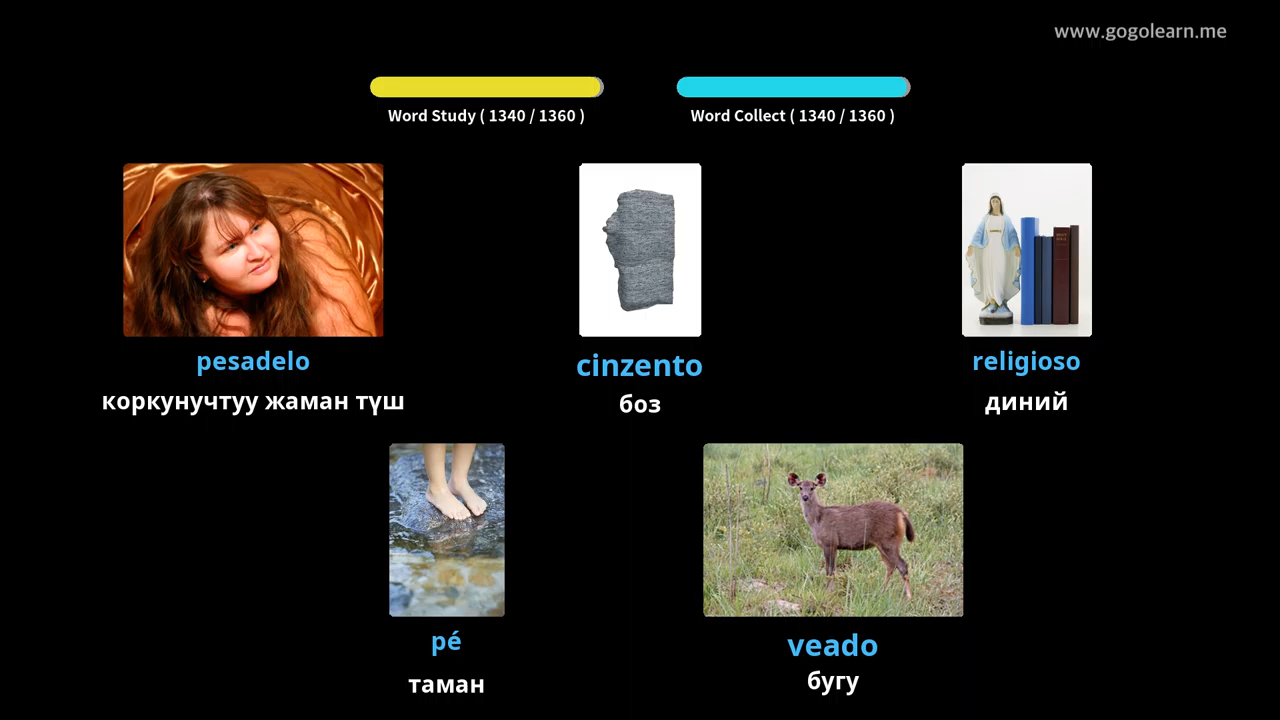 www.gogolearn.me
Word Study ( 1340 / 1360 )
Word Collect ( 1340 / 1360 )
pesadelo
коркунучтуу жаман түш
cinzento
боз
religioso
диний
pé
таман
veado
бугу